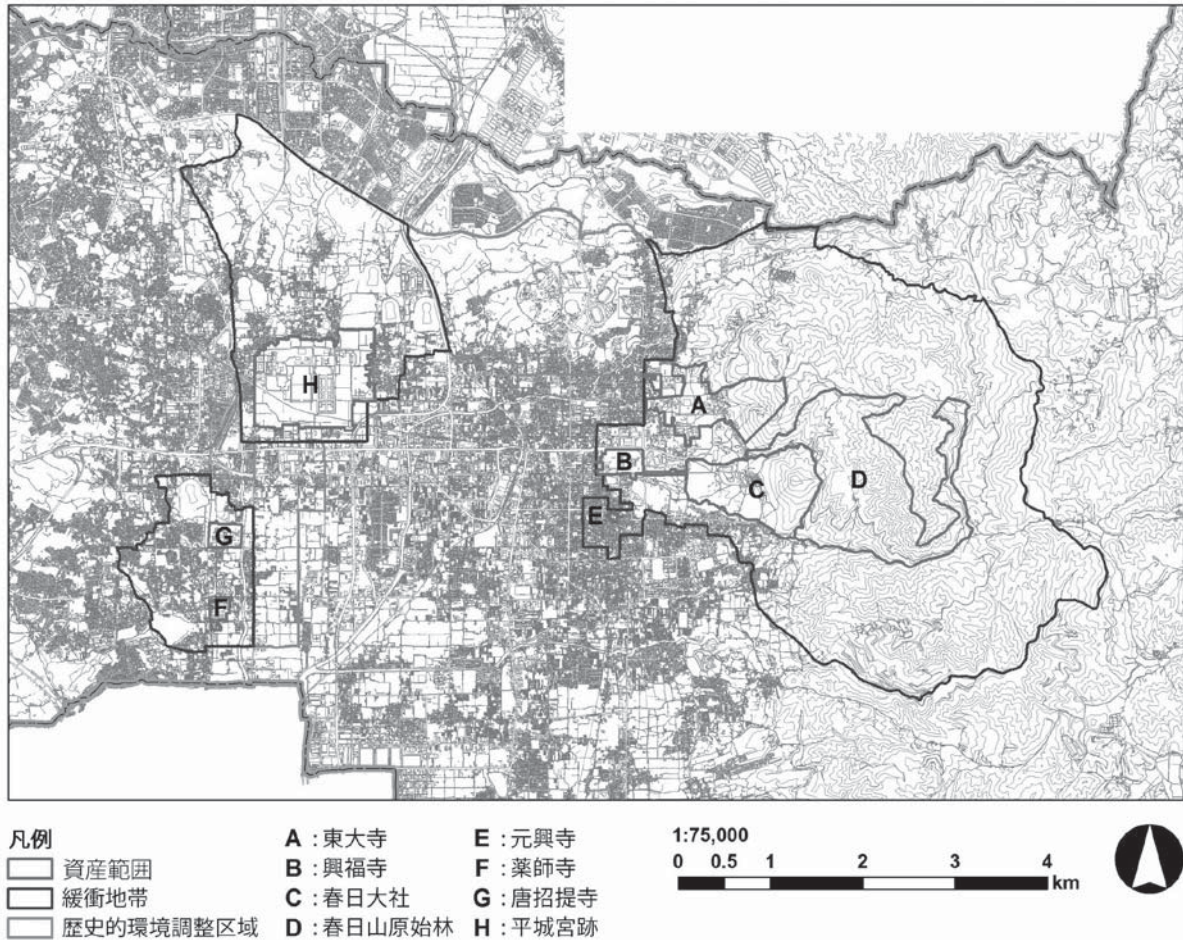 H
A
B
C
D
E
G
F
凡例
資産範囲
緩衝地帯
歴史的環境調整区域
A : 東大寺
B : 興福寺
C : 春日大社
D : 春日山原始林
E : 元興寺
F : 薬師寺
G : 唐招提寺
H : 平城宮跡
1:75,000
0 0.5 1 2 3 4
km